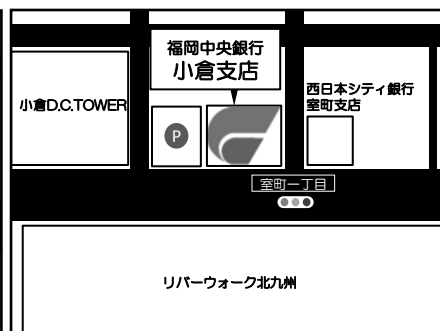 福岡中央銀行
小倉支店
小倉D.C.TOWER
西日本シティ銀行
室町支店
P
室町一丁目
リバーウォーク北九州